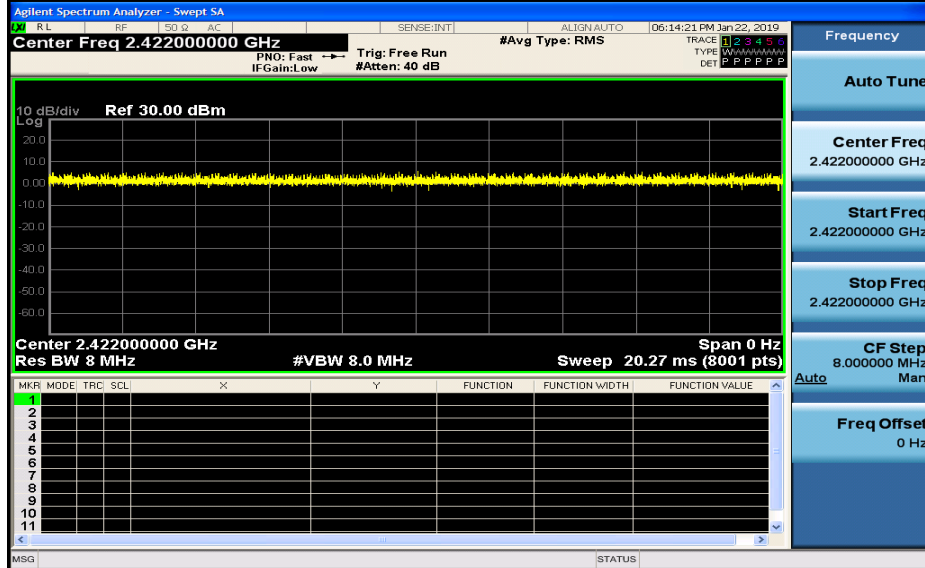 Agilent Spectrum Analyzer - Swept SA
LXI RL RF 50 Ω AC SENSE:INT ALIGN AUTO 06:14:21 PM Jan 22, 2019
Center Freq 2.422000000 GHz
PNO: Fast
IFGain:Low
Trig: Free Run
#Atten: 40 dB
#Avg Type: RMS
TRACE 1 2 3 4 5 6
TYPE WWWWWW
DET P P P P P P
10 dB/div Ref 30.00 dBm
Log
20.0
10.0
0.00
-10.0
-20.0
-30.0
-40.0
-50.0
-60.0
Center 2.422000000 GHz Span 0 Hz
Res BW 8 MHz #VBW 8.0 MHz Sweep 20.27 ms (8001 pts)
MKR MODE TRC SCL X Y FUNCTION FUNCTION WIDTH FUNCTION VALUE
1
2
3
4
5
6
7
8
9
10
11
MSG STATUS
Frequency
Auto Tune
Center Freq
2.422000000 GHz
Start Freq
2.422000000 GHz
Stop Freq
2.422000000 GHz
CF Step
8.000000 MHz
Auto Man
Freq Offset
0 Hz